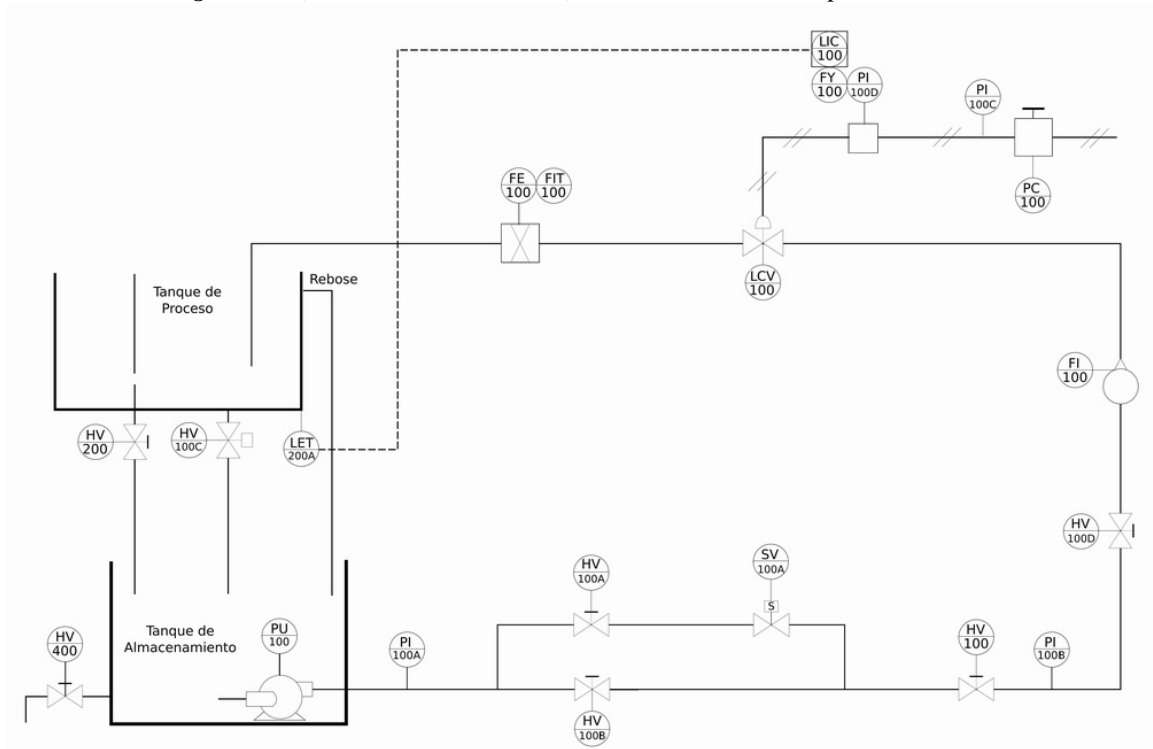 LIC
100
FY
100
PI
100D
PI
100C
PC
100
FE
100
FIT
100
LCV
100
Rebose
Tanque de
Proceso
FI
100
HV
200
HV
100C
LET
200A
HV
100D
HV
100A
SV
100A
S
Tanque de
Almacenamiento
PU
100
HV
400
PI
100A
HV
100
PI
100B
HV
100B